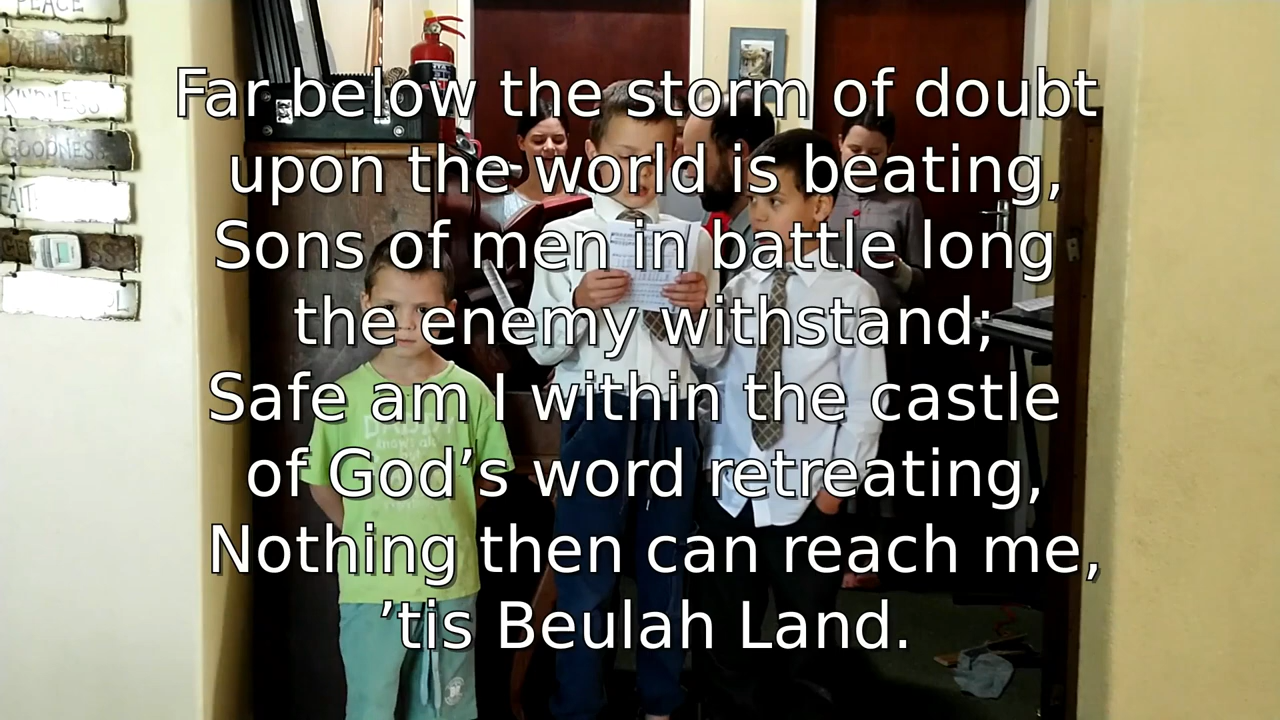 PEACE
PATIENCE
KINDNESS
GOODNESS
Far below the storm of doubt
upon the world is beating,
Sons of men in battle long
the enemy withstand;
Safe am I within the castle
of God’s word retreating,
Nothing then can reach me,
’tis Beulah Land.